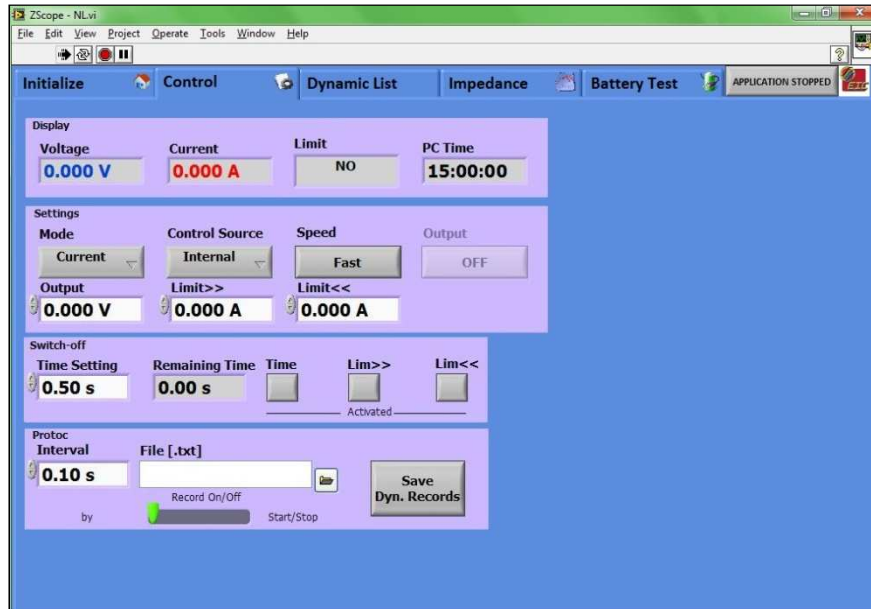 ZScope - NL.vi
File Edit View Project Operate Tools Window Help
?
Initialize Control Dynamic List Impedance Battery Test APPLICATION STOPPED
Display
Voltage Current Limit PC Time
0.000 V 0.000 A NO 15:00:00
Settings
Mode Control Source Speed Output
Current Internal Fast OFF
Output Limit>> Limit<<
0.000 V 0.000 A 0.000 A
Switch-off
Time Setting Remaining Time Time Lim>> Lim<<
0.50 s 0.00 s
Activated
Protoc
Interval File [.txt]
0.10 s
Save
Dyn. Records
Record On/Off
by Start/Stop